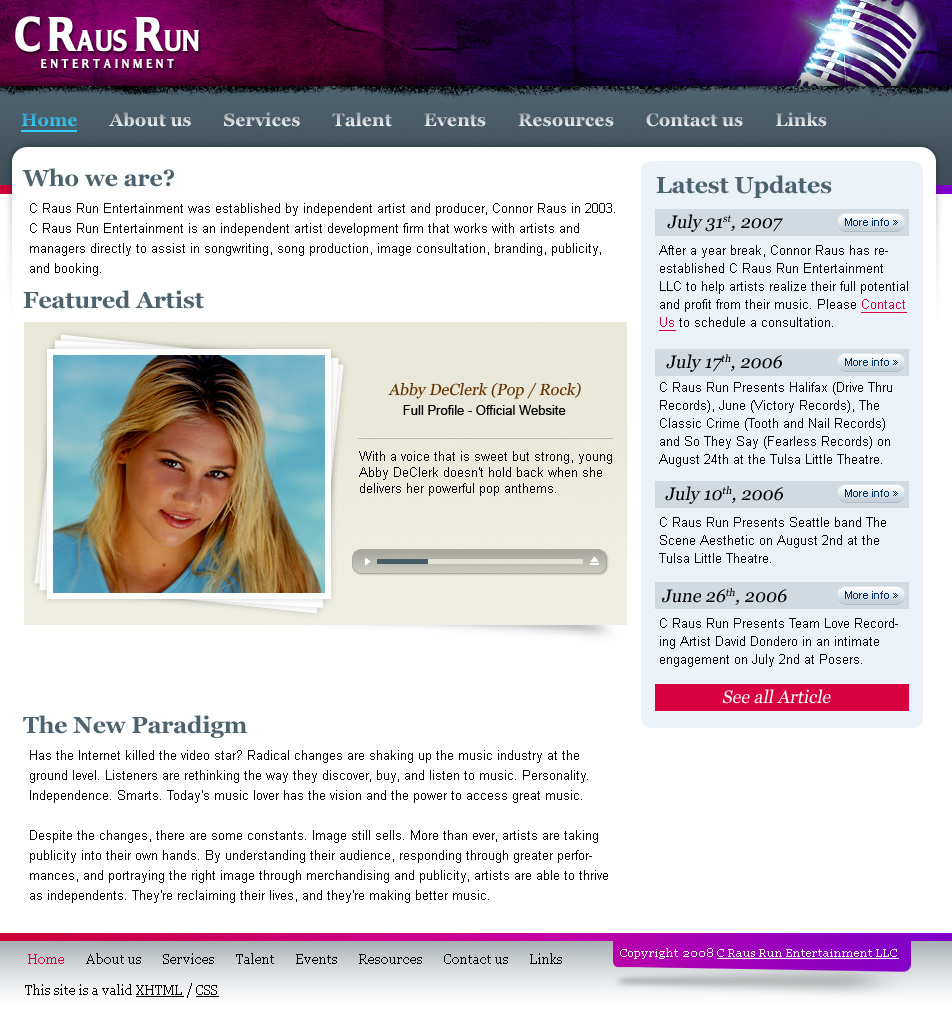 C RAUS RUN
ENTERTAINMENT
Home About us Services Talent Events Resources Contact us Links
Who we are?
C Raus Run Entertainment was established by independent artist and producer, Connor Raus in 2003.
C Raus Run Entertainment is an independent artist development firm that works with artists and
managers directly to assist in songwriting, song production, image consultation, branding, publicity,
and booking.
Featured Artist
Abby DeClerk (Pop / Rock)
Full Profile - Official Website
With a voice that is sweet but strong, young
Abby DeClerk doesn't hold back when she
delivers her powerful pop anthems.
The New Paradigm
Has the Internet killed the video star? Radical changes are shaking up the music industry at the
ground level. Listeners are rethinking the way they discover, buy, and listen to music. Personality.
Independence. Smarts. Today's music lover has the vision and the power to access great music.
Despite the changes, there are some constants. Image still sells. More than ever, artists are taking
publicity into their own hands. By understanding their audience, responding through greater perfor-
mances, and portraying the right image through merchandising and publicity, artists are able to thrive
as independents. They're reclaiming their lives, and they're making better music.
Latest Updates
July 31st, 2007 More info »
After a year break, Connor Raus has re-
established C Raus Run Entertainment
LLC to help artists realize their full potential
and profit from their music. Please Contact
Us to schedule a consultation.
July 17th, 2006 More info »
C Raus Run Presents Halifax (Drive Thru
Records), June (Victory Records), The
Classic Crime (Tooth and Nail Records)
and So They Say (Fearless Records) on
August 24th at the Tulsa Little Theatre.
July 10th, 2006 More info »
C Raus Run Presents Seattle band The
Scene Aesthetic on August 2nd at the
Tulsa Little Theatre.
June 26th, 2006 More info »
C Raus Run Presents Team Love Record-
ing Artist David Dondero in an intimate
engagement on July 2nd at Posers.
See all Article
Home About us Services Talent Events Resources Contact us Links
Copyright 2008 C Raus Run Entertainment LLC
This site is a valid XHTML / CSS